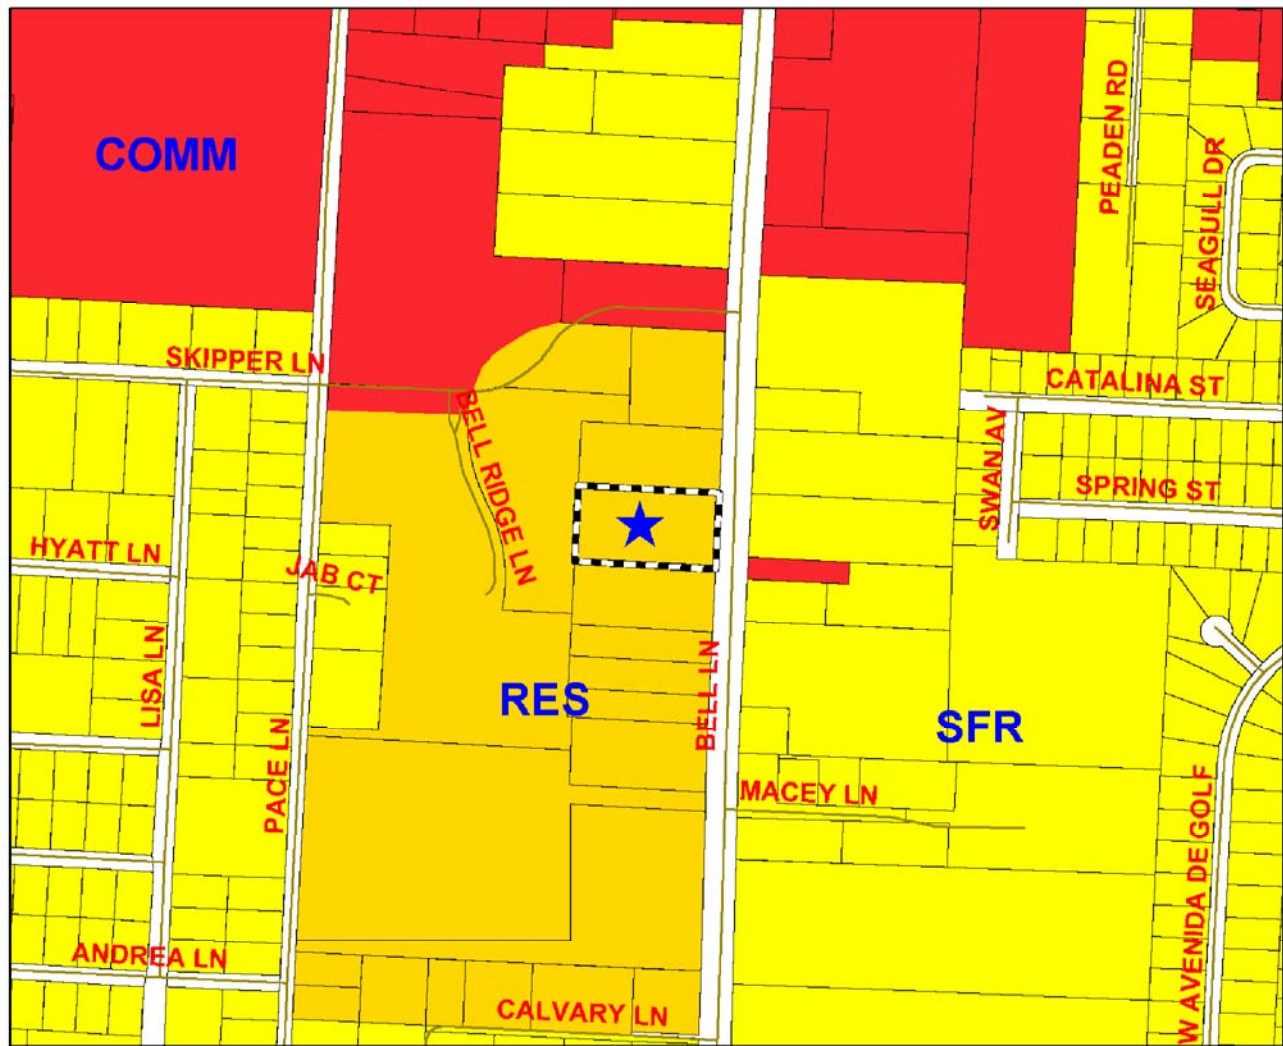 COMM
PEADEN RD
SEAGULL DR
SKIPPER LN
CATALINA ST
BELL RIDGE LN
SWAN AV
SPRING ST
HYATT LN
JAB CT
LISA LN
RES
BELL LN
SFR
PACE LN
MACEY LN
W AVENIDA DE GOLF
ANDREA LN
CALVARY LN